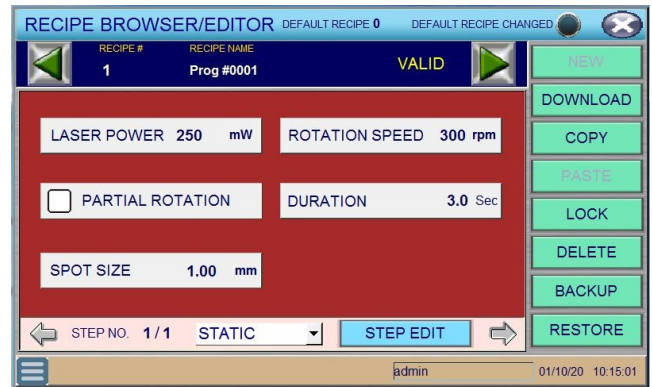 RECIPE BROWSER/EDITOR DEFAULT RECIPE 0 DEFAULT RECIPE CHANGED
RECIPE # RECIPE NAME
1 Prog #0001 VALID
NEW
DOWNLOAD
LASER POWER 250 mW ROTATION SPEED 300 rpm
COPY
PASTE
PARTIAL ROTATION DURATION 3.0 Sec
LOCK
DELETE
SPOT SIZE 1.00 mm
BACKUP
STEP NO. 1/1 STATIC STEP EDIT
RESTORE
admin 01/10/20 10:15:01